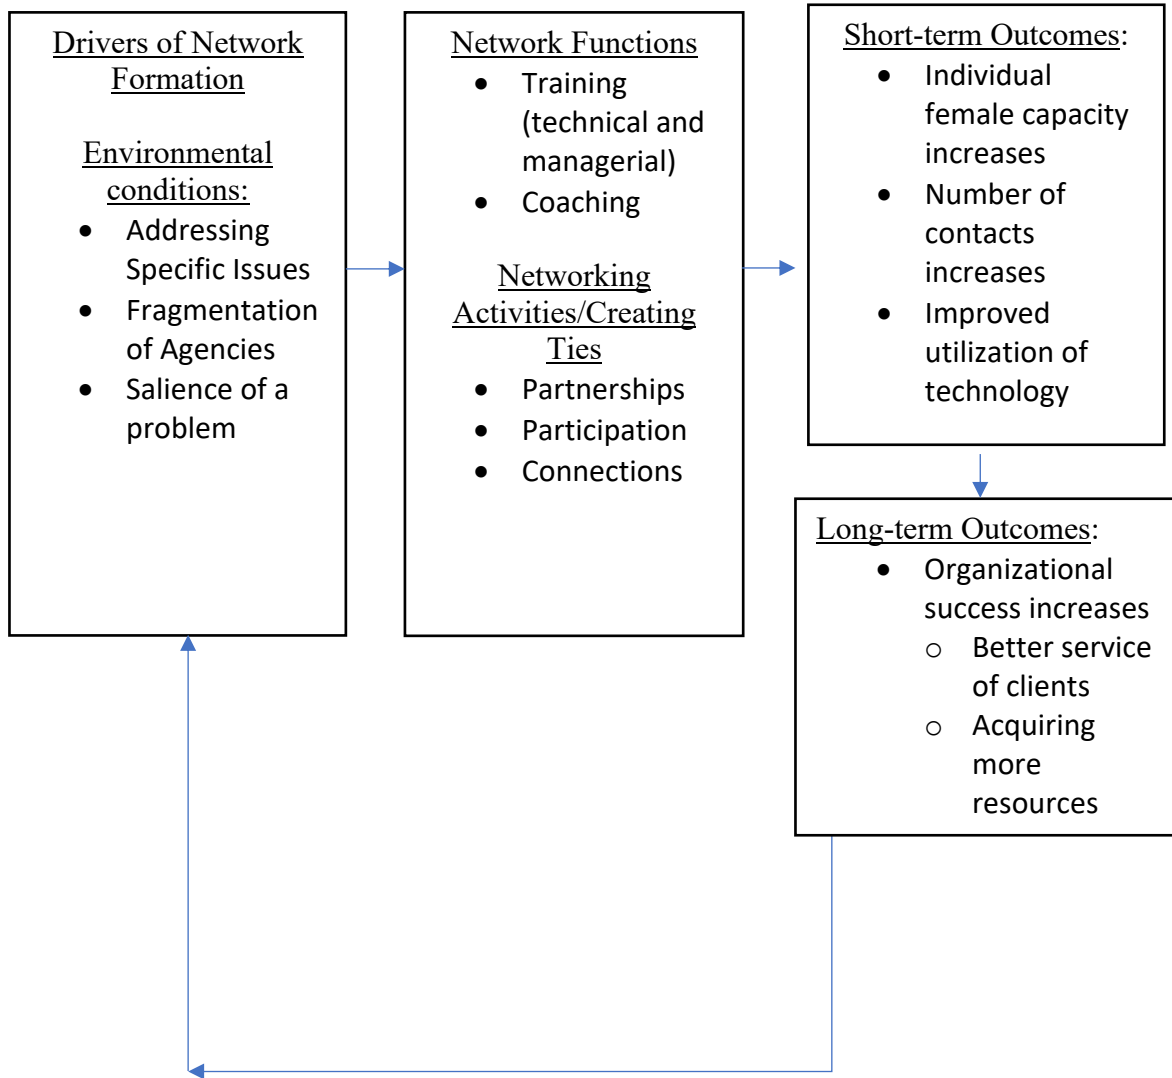 Drivers of Network
Formation
Environmental
conditions:
• Addressing
Specific Issues
• Fragmentation
of Agencies
• Salience of a
problem
Network Functions
• Training
(technical and
managerial)
• Coaching
Networking
Activities/Creating
Ties
• Partnerships
• Participation
• Connections
Short-term Outcomes:
• Individual
female capacity
increases
• Number of
contacts
increases
• Improved
utilization of
technology
Long-term Outcomes:
• Organizational
success increases
o Better service
of clients
o Acquiring
more
resources